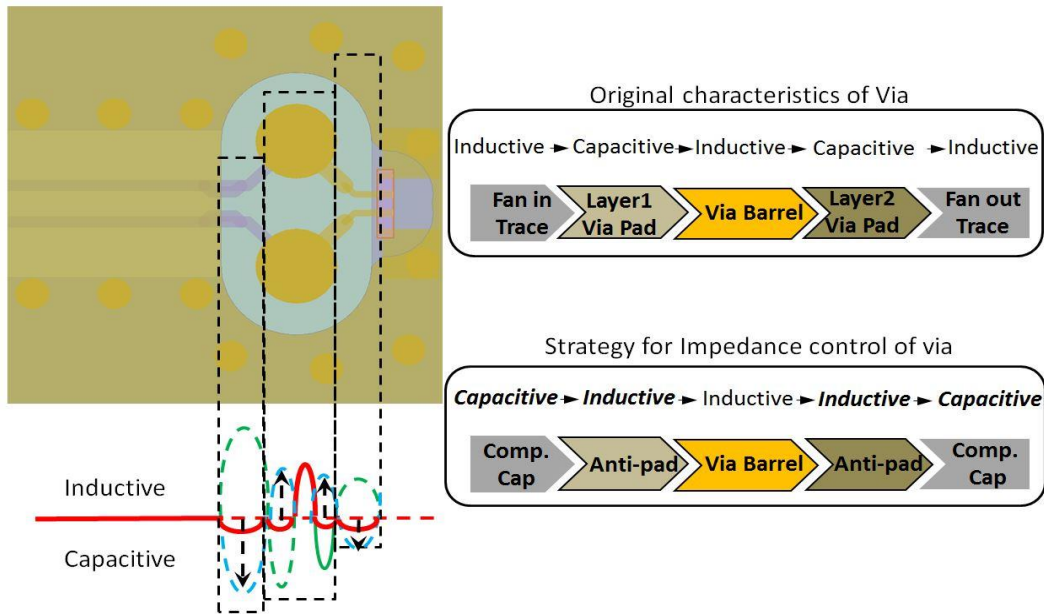 Original characteristics of Via
Inductive Capacitive Inductive Capacitive Inductive
Fan in Trace
Layer1 Via Pad
Via Barrel
Layer2 Via Pad
Fan out Trace
Strategy for Impedance control of via
Capacitive Inductive Inductive Inductive Capacitive
Comp. Cap
Anti-pad
Via Barrel
Anti-pad
Comp. Cap
Inductive
Capacitive